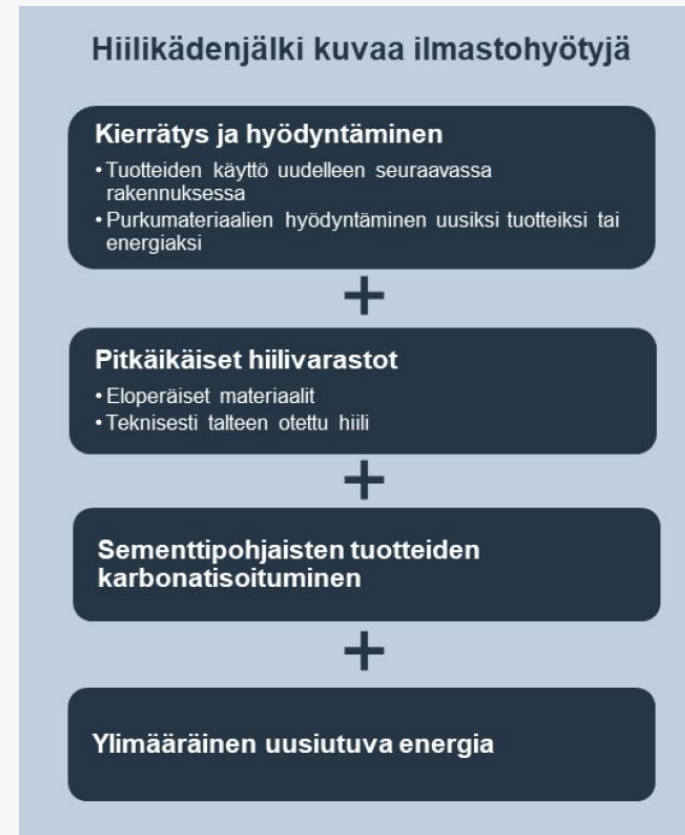 Hiilikädenjälki kuvaa ilmastohyötyjä
Kierrätys ja hyödyntäminen
• Tuotteiden käyttö uudelleen seuraavassa
rakennuksessa
• Purkumateriaalien hyödyntäminen uusiksi tuotteiksi tai
energiaksi
+
Pitkäikäiset hiilivarastot
• Eloperäiset materiaalit
• Teknisesti talteen otettu hiili
+
Sementtipohjaisten tuotteiden
karbonatisoituminen
+
Ylimääräinen uusiutuva energia